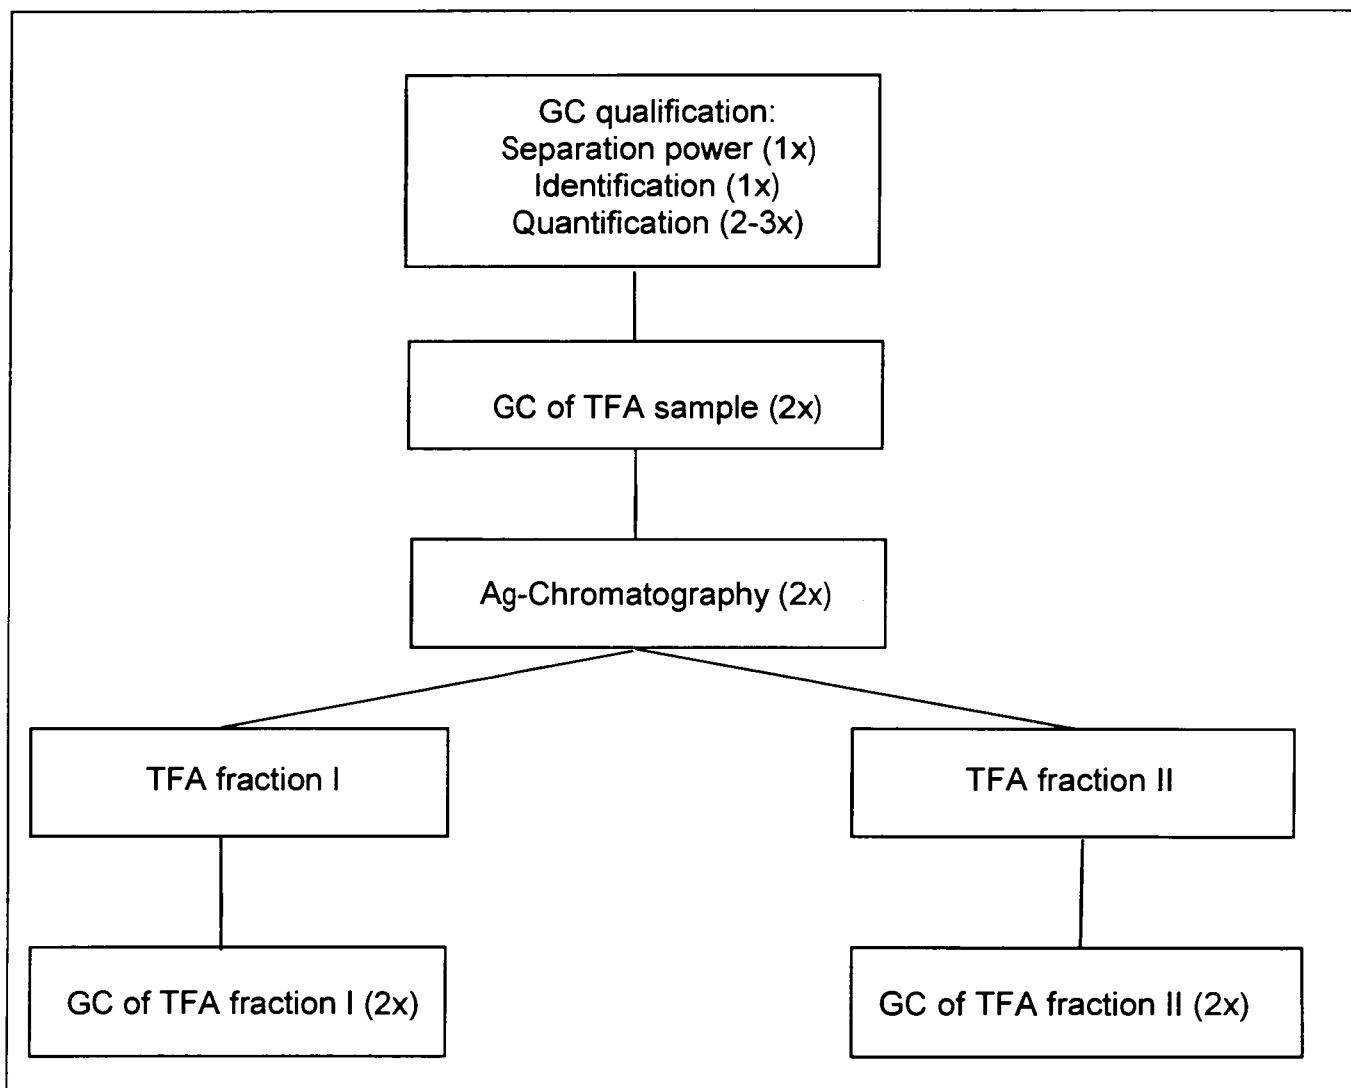 GC qualification:
Separation power (1x)
Identification (1x)
Quantification (2-3x)
GC of TFA sample (2x)
Ag-Chromatography (2x)
TFA fraction I
TFA fraction II
GC of TFA fraction I (2x)
GC of TFA fraction II (2x)